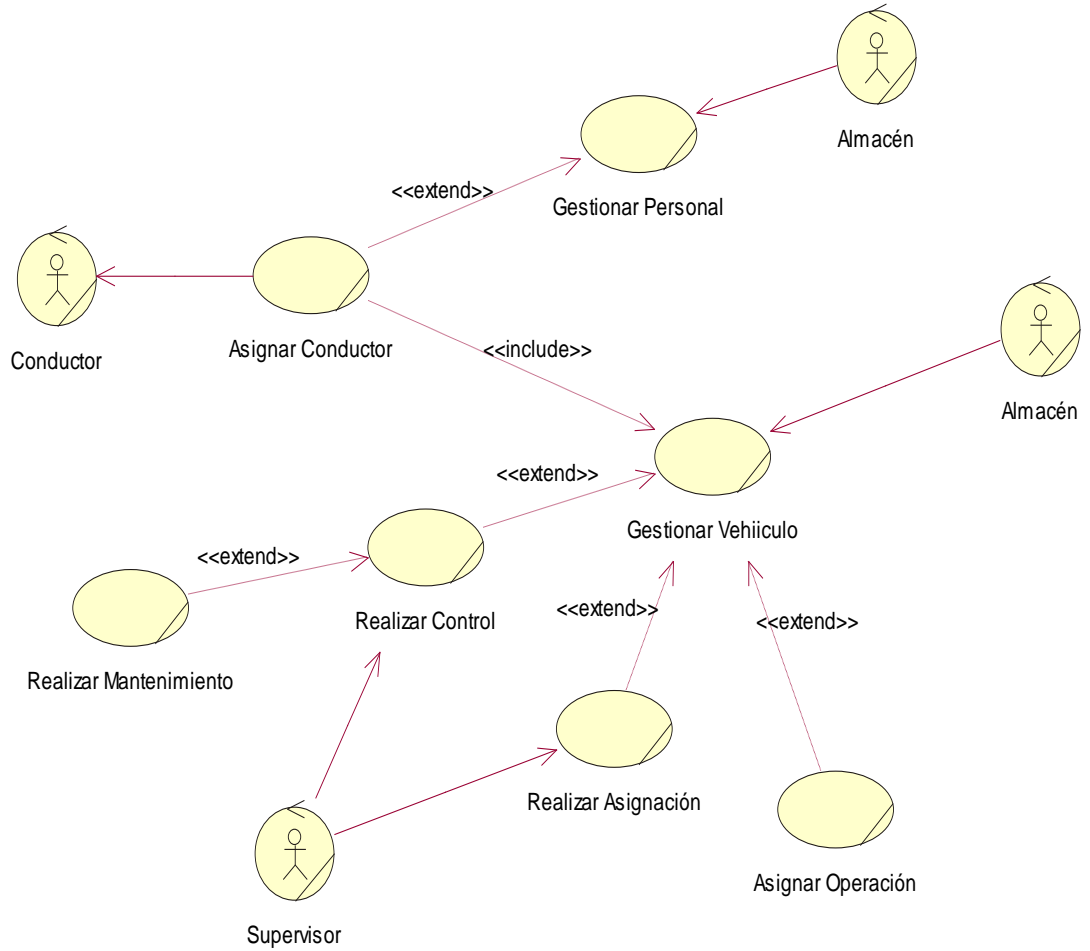 Almacén
<<extend>>
Gestionar Personal
Conductor
Asignar Conductor
<<include>>
Almacén
<<extend>>
Gestionar Vehiiculo
<<extend>>
Realizar Control
<<extend>>
<<extend>>
Realizar Mantenimiento
Realizar Asignación
Asignar Operación
Supervisor